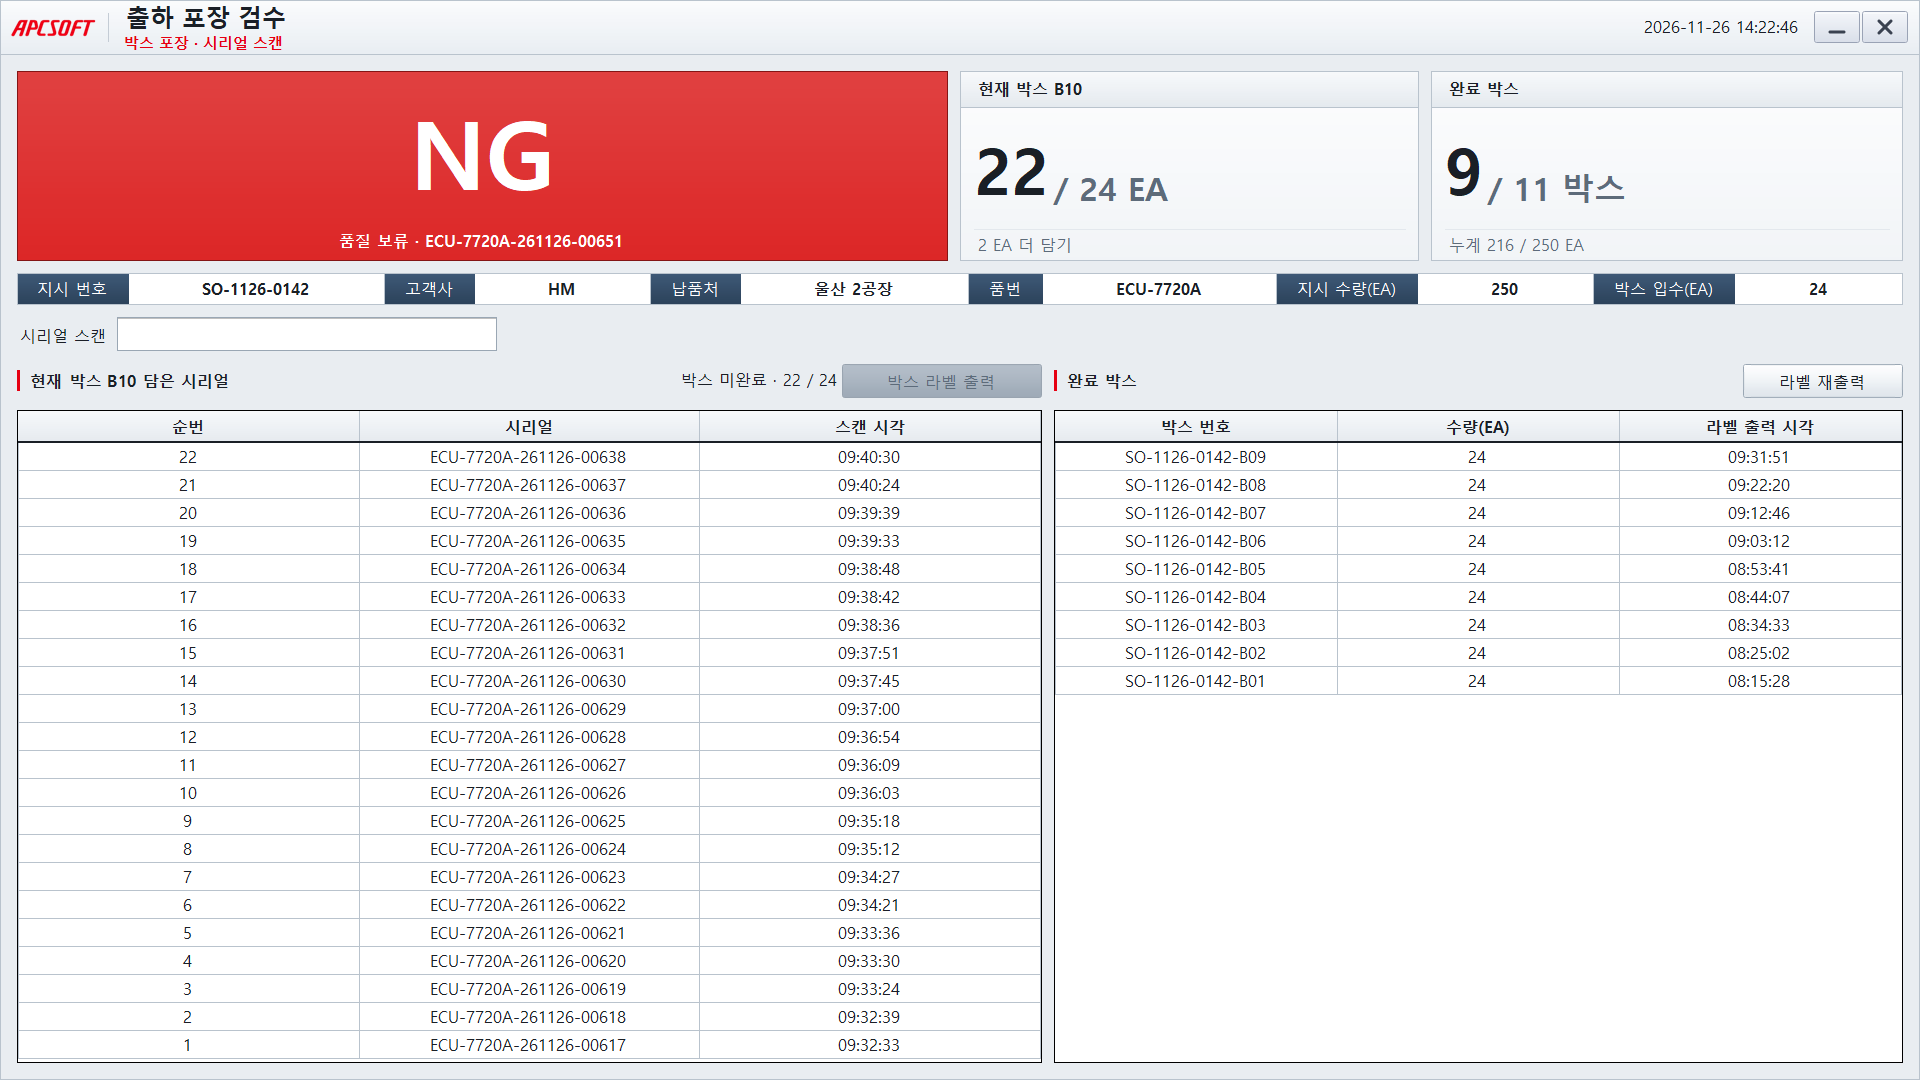 APCSOFT
출하 포장 검수
박스 포장 · 시리얼 스캔
2026-11-26 14:22:46
NG
품질 보류 · ECU-7720A-261126-00651
현재 박스 B10
22 / 24 EA
2 EA 더 담기
완료 박스
9 / 11 박스
누계 216 / 250 EA
지시 번호 SO-1126-0142 고객사 HM 납품처 울산 2공장 품번 ECU-7720A 지시 수량(EA) 250 박스 입수(EA) 24
시리얼 스캔
현재 박스 B10 담은 시리얼
박스 미완료 · 22 / 24
박스 라벨 출력
순번 시리얼 스캔 시각
22 ECU-7720A-261126-00638 09:40:30
21 ECU-7720A-261126-00637 09:40:24
20 ECU-7720A-261126-00636 09:39:39
19 ECU-7720A-261126-00635 09:39:33
18 ECU-7720A-261126-00634 09:38:48
17 ECU-7720A-261126-00633 09:38:42
16 ECU-7720A-261126-00632 09:38:36
15 ECU-7720A-261126-00631 09:37:51
14 ECU-7720A-261126-00630 09:37:45
13 ECU-7720A-261126-00629 09:37:00
12 ECU-7720A-261126-00628 09:36:54
11 ECU-7720A-261126-00627 09:36:09
10 ECU-7720A-261126-00626 09:36:03
9 ECU-7720A-261126-00625 09:35:18
8 ECU-7720A-261126-00624 09:35:12
7 ECU-7720A-261126-00623 09:34:27
6 ECU-7720A-261126-00622 09:34:21
5 ECU-7720A-261126-00621 09:33:36
4 ECU-7720A-261126-00620 09:33:30
3 ECU-7720A-261126-00619 09:33:24
2 ECU-7720A-261126-00618 09:32:39
1 ECU-7720A-261126-00617 09:32:33
완료 박스
라벨 재출력
박스 번호 수량(EA) 라벨 출력 시각
SO-1126-0142-B09 24 09:31:51
SO-1126-0142-B08 24 09:22:20
SO-1126-0142-B07 24 09:12:46
SO-1126-0142-B06 24 09:03:12
SO-1126-0142-B05 24 08:53:41
SO-1126-0142-B04 24 08:44:07
SO-1126-0142-B03 24 08:34:33
SO-1126-0142-B02 24 08:25:02
SO-1126-0142-B01 24 08:15:28